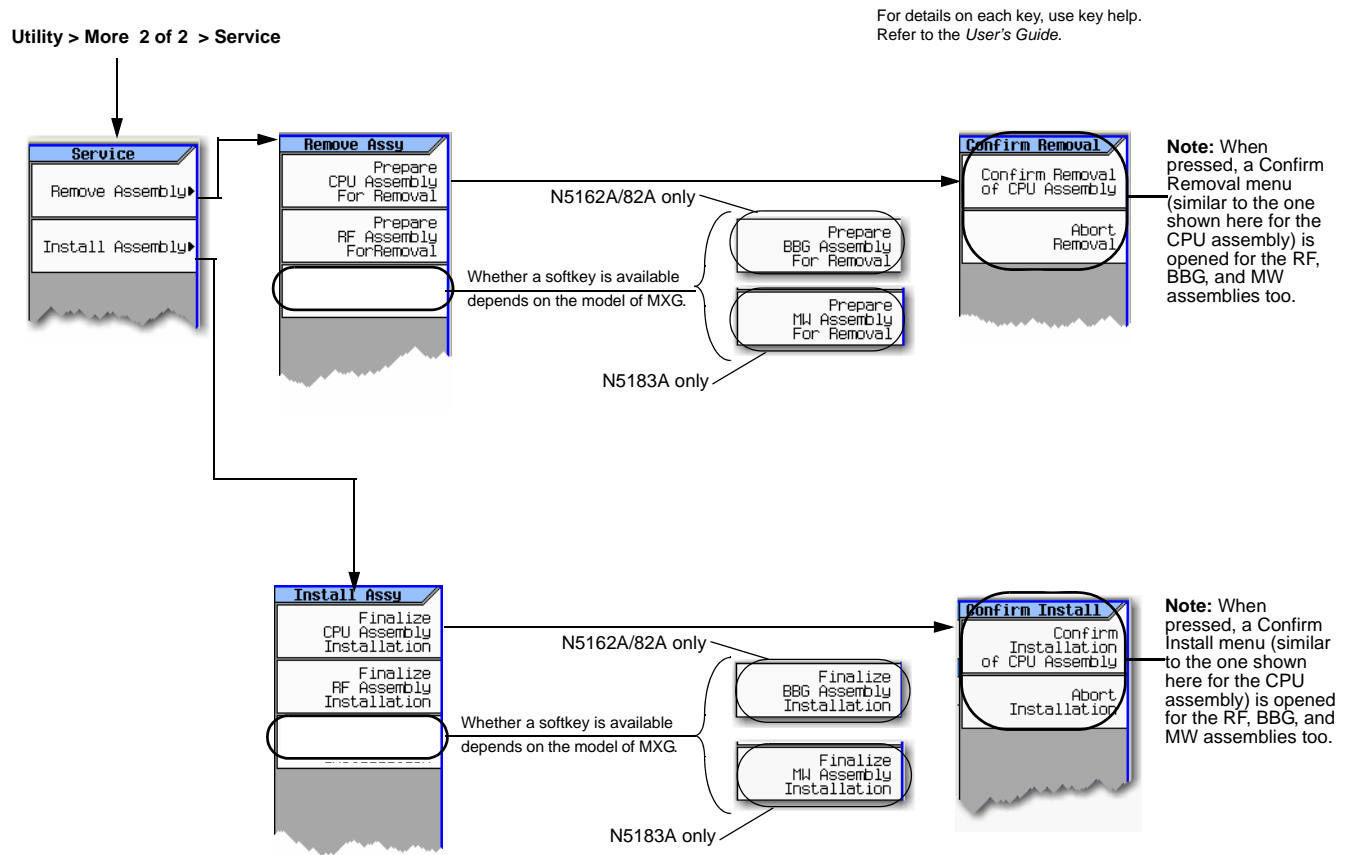 For details on each key, use key help.
Refer to the User's Guide.
Utility > More 2 of 2 > Service
Service
Remove Assembly
Install Assembly
Remove Assy
Prepare
CPU Assembly
For Removal
Prepare
RF Assembly
ForRemoval
Whether a softkey is available
depends on the model of MXG.
N5162A/82A only
Prepare
BBG Assembly
For Removal
Prepare
MW Assembly
For Removal
N5183A only
Confirm Removal
Confirm Removal
of CPU Assembly
Abort
Removal
Note: When
pressed, a Confirm
Removal menu
(similar to the one
shown here for the
CPU assembly) is
opened for the RF,
BBG, and MW
assemblies too.
Install Assy
Finalize
CPU Assembly
Installation
Finalize
RF Assembly
Installation
Whether a softkey is available
depends on the model of MXG.
N5162A/82A only
Finalize
BBG Assembly
Installation
Finalize
MW Assembly
Installation
N5183A only
Confirm Install
Confirm
Installation
of CPU Assembly
Abort
Installation
Note: When
pressed, a Confirm
Install menu (similar
to the one shown
here for the CPU
assembly) is opened
for the RF, BBG, and
MW assemblies too.